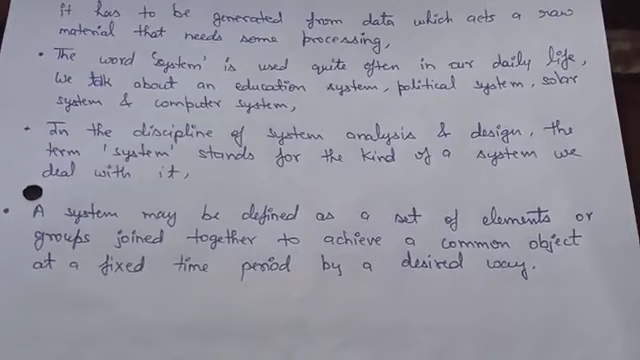 it has to be generated from data which acts a raw
material that needs some processing,
• The word 'system' is used quite often in our daily life,
we talk about an education system, political system, solar
system & computer system,
• In the discipline of system analysis & design, the
term 'system' stands for the kind of a system we
deal with it,
• A system may be defined as a set of elements or
groups joined together to achieve a common object
at a fixed time period by a desired way.